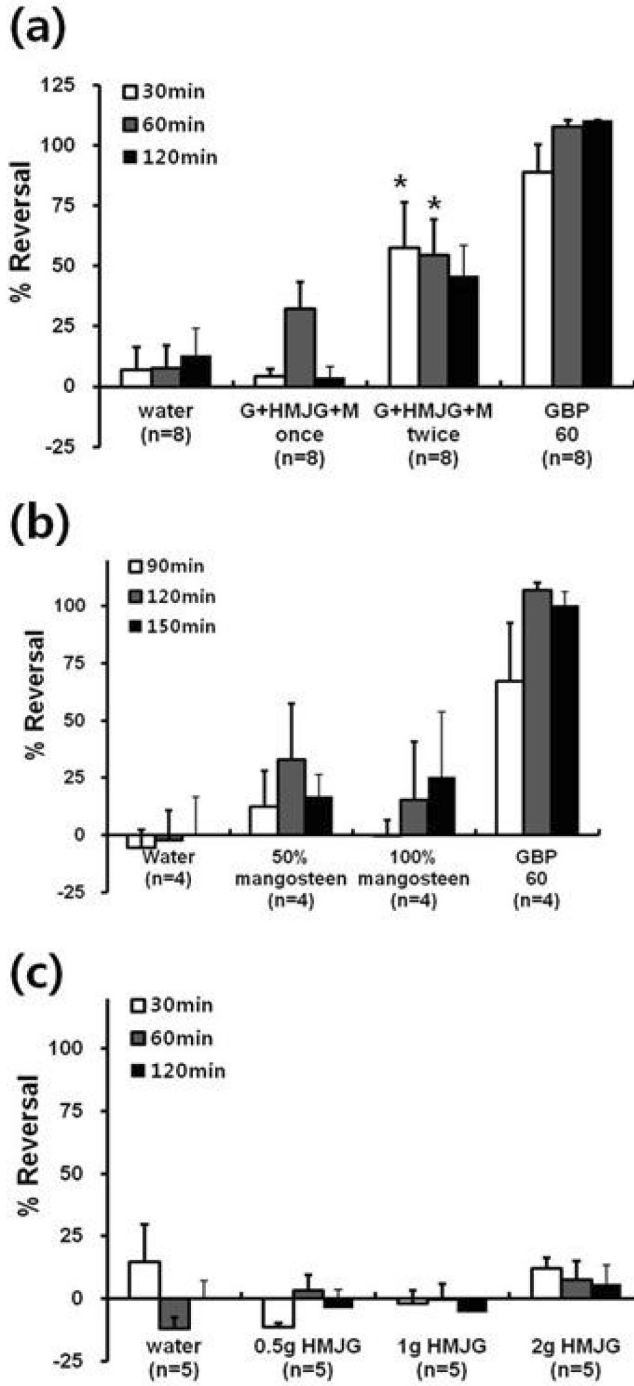 (a)
125
100
75
50
25
0
-25
% Reversal
30min
60min
120min
* *
water G+HMJG+M G+HMJG+M GBP
(n=8) once twice 60
(n=8) (n=8) (n=8)
(b)
100
75
50
25
0
-25
% Reversal
90min
120min
150min
Water 50% 100% GBP
(n=4) mangosteen mangosteen 60
(n=4) (n=4) (n=4)
(c)
100
75
50
25
0
-25
% Reversal
30min
60min
120min
water 0.5g HMJG 1g HMJG 2g HMJG
(n=5) (n=5) (n=5) (n=5)